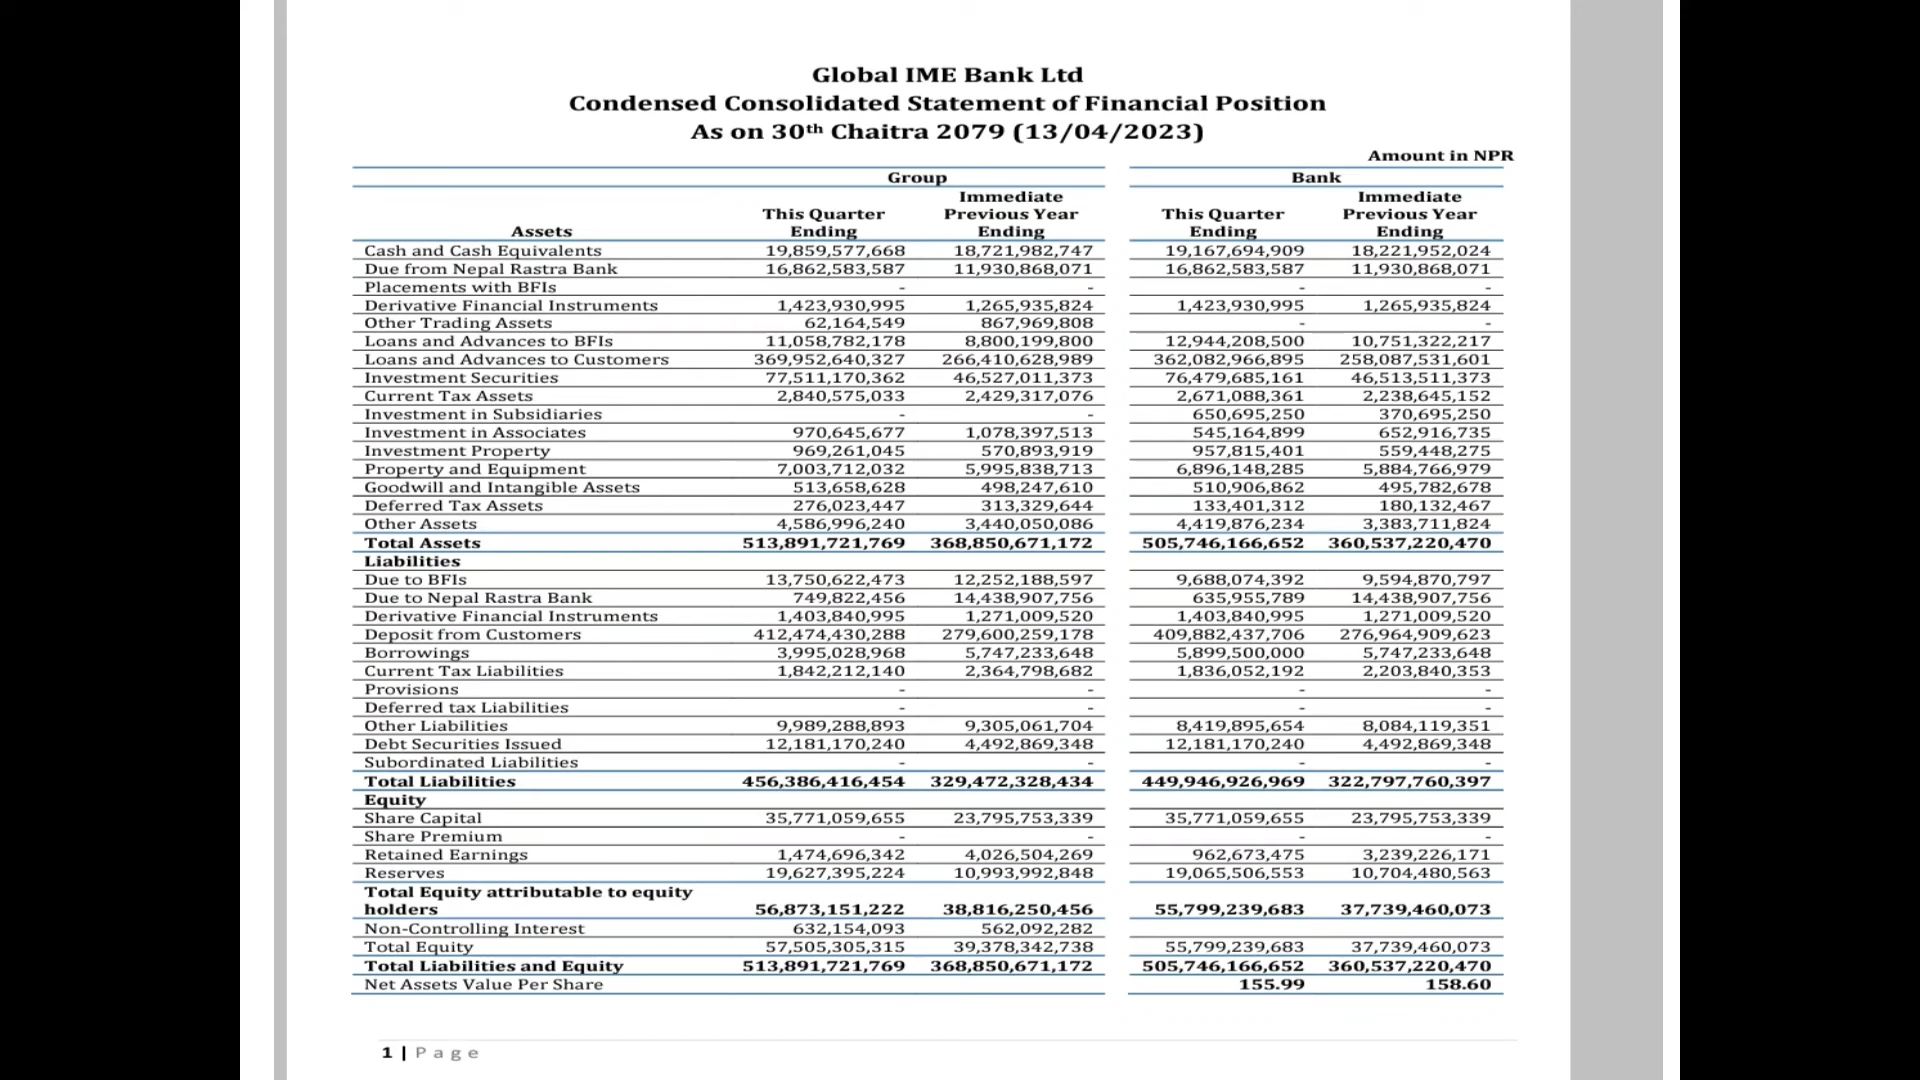 Global IME Bank Ltd
Condensed Consolidated Statement of Financial Position
As on 30th Chaitra 2079 (13/04/2023)
Amount in NPR
Group Bank
Assets This Quarter Ending Immediate Previous Year Ending This Quarter Ending Immediate Previous Year Ending
Cash and Cash Equivalents 19,859,577,668 18,721,982,747 19,167,694,909 18,221,952,024
Due from Nepal Rastra Bank 16,862,583,587 11,930,868,071 16,862,583,587 11,930,868,071
Placements with BFIs - - - -
Derivative Financial Instruments 1,423,930,995 1,265,935,824 1,423,930,995 1,265,935,824
Other Trading Assets 62,164,549 867,969,808 - -
Loans and Advances to BFIs 11,058,782,178 8,800,199,800 12,944,208,500 10,751,322,217
Loans and Advances to Customers 369,952,640,327 266,410,628,989 362,082,966,895 258,087,531,601
Investment Securities 77,511,170,362 46,527,011,373 76,479,685,161 46,513,511,373
Current Tax Assets 2,840,575,033 2,429,317,076 2,671,088,361 2,238,645,152
Investment in Subsidiaries - - 650,695,250 370,695,250
Investment in Associates 970,645,677 1,078,397,513 545,164,899 652,916,735
Investment Property 969,261,045 570,893,919 957,815,401 559,448,275
Property and Equipment 7,003,712,032 5,995,838,713 6,896,148,285 5,884,766,979
Goodwill and Intangible Assets 513,658,628 498,247,610 510,906,862 495,782,678
Deferred Tax Assets 276,023,447 313,329,644 133,401,312 180,132,467
Other Assets 4,586,996,240 3,440,050,086 4,419,876,234 3,383,711,824
Total Assets 513,891,721,769 368,850,671,172 505,746,166,652 360,537,220,470
Liabilities
Due to BFIs 13,750,622,473 12,252,188,597 9,688,074,392 9,594,870,797
Due to Nepal Rastra Bank 749,822,456 14,438,907,756 635,955,789 14,438,907,756
Derivative Financial Instruments 1,403,840,995 1,271,009,520 1,403,840,995 1,271,009,520
Deposit from Customers 412,474,430,288 279,600,259,178 409,882,437,706 276,964,909,623
Borrowings 3,995,028,968 5,747,233,648 5,899,500,000 5,747,233,648
Current Tax Liabilities 1,842,212,140 2,364,798,682 1,836,052,192 2,203,840,353
Provisions - - - -
Deferred tax Liabilities - - - -
Other Liabilities 9,989,288,893 9,305,061,704 8,419,895,654 8,084,119,351
Debt Securities Issued 12,181,170,240 4,492,869,348 12,181,170,240 4,492,869,348
Subordinated Liabilities - - - -
Total Liabilities 456,386,416,454 329,472,328,434 449,946,926,969 322,797,760,397
Equity
Share Capital 35,771,059,655 23,795,753,339 35,771,059,655 23,795,753,339
Share Premium - - - -
Retained Earnings 1,474,696,342 4,026,504,269 962,673,475 3,239,226,171
Reserves 19,627,395,224 10,993,992,848 19,065,506,553 10,704,480,563
Total Equity attributable to equity
holders 56,873,151,222 38,816,250,456 55,799,239,683 37,739,460,073
Non-Controlling Interest 632,154,093 562,092,282
Total Equity 57,505,305,315 39,378,342,738 55,799,239,683 37,739,460,073
Total Liabilities and Equity 513,891,721,769 368,850,671,172 505,746,166,652 360,537,220,470
Net Assets Value Per Share 155.99 158.60
1 | Page